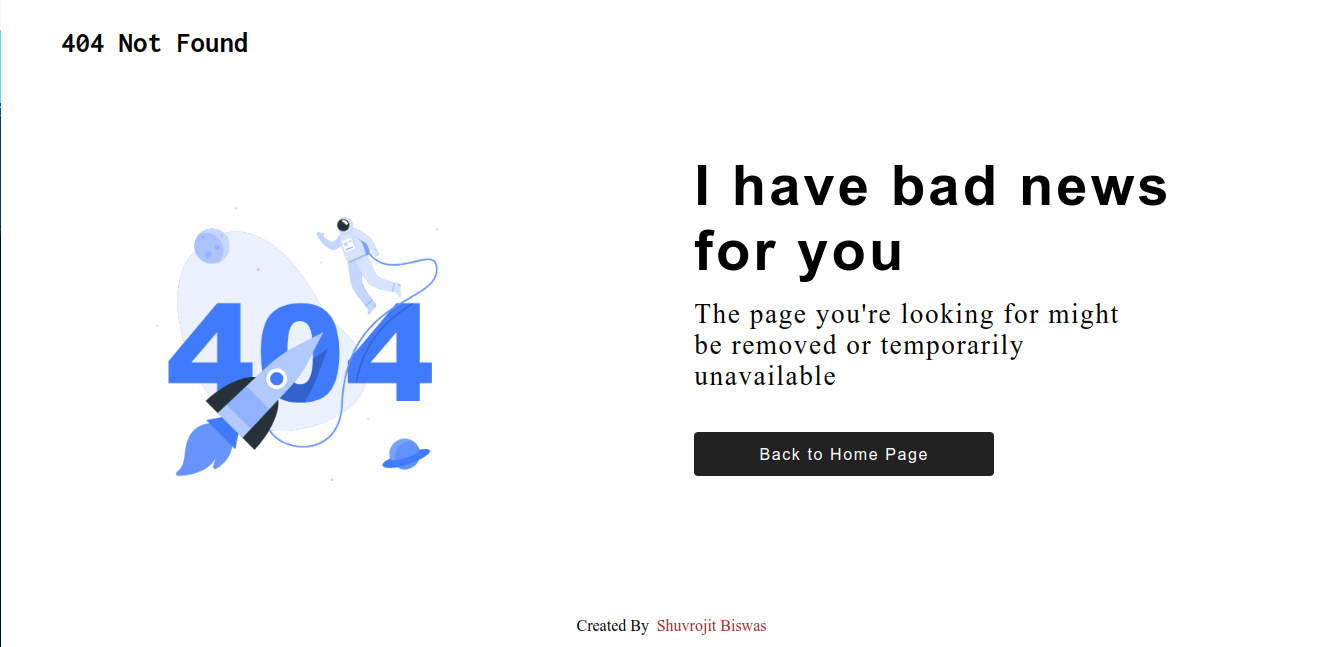 404 Not Found
I have bad news
for you
404
The page you're looking for might
be removed or temporarily
unavailable
Back to Home Page
Created By Shuvrojit Biswas